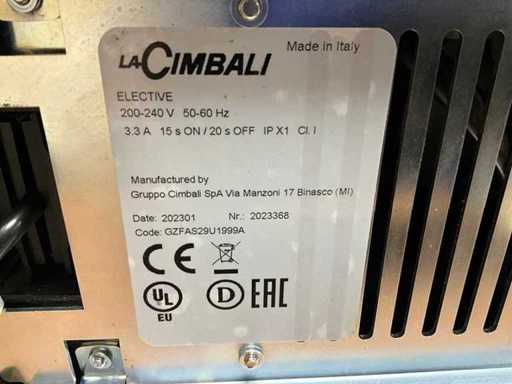 LACIMBALI
Made in Italy
ELECTIVE
200-240 V 50-60 Hz
3.3 A 15 s ON / 20 s OFF IP X1 Cl. I
Manufactured by
Gruppo Cimbali SpA Via Manzoni 17 Binasco (MI)
Date: 202301 Nr.: 2023368
Code: GZFAS29U1999A
CE
UL D EAC
EU